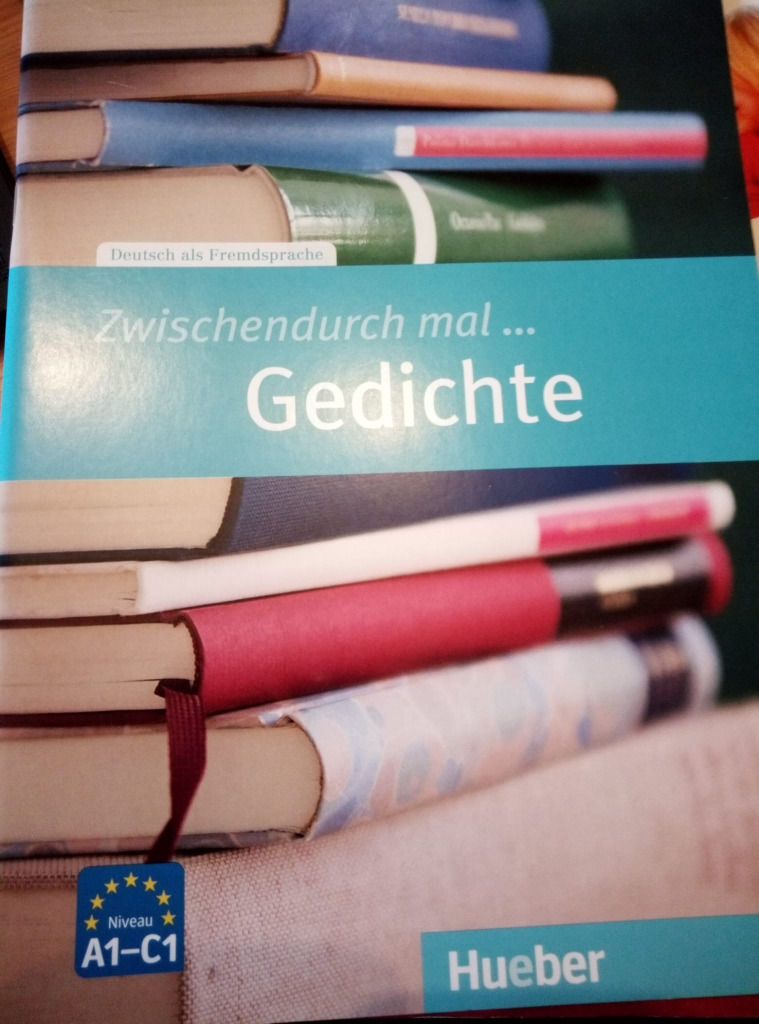 Deutsch als Fremdsprache
Zwischendurch mal ...
Gedichte
Niveau
A1–C1
Hueber